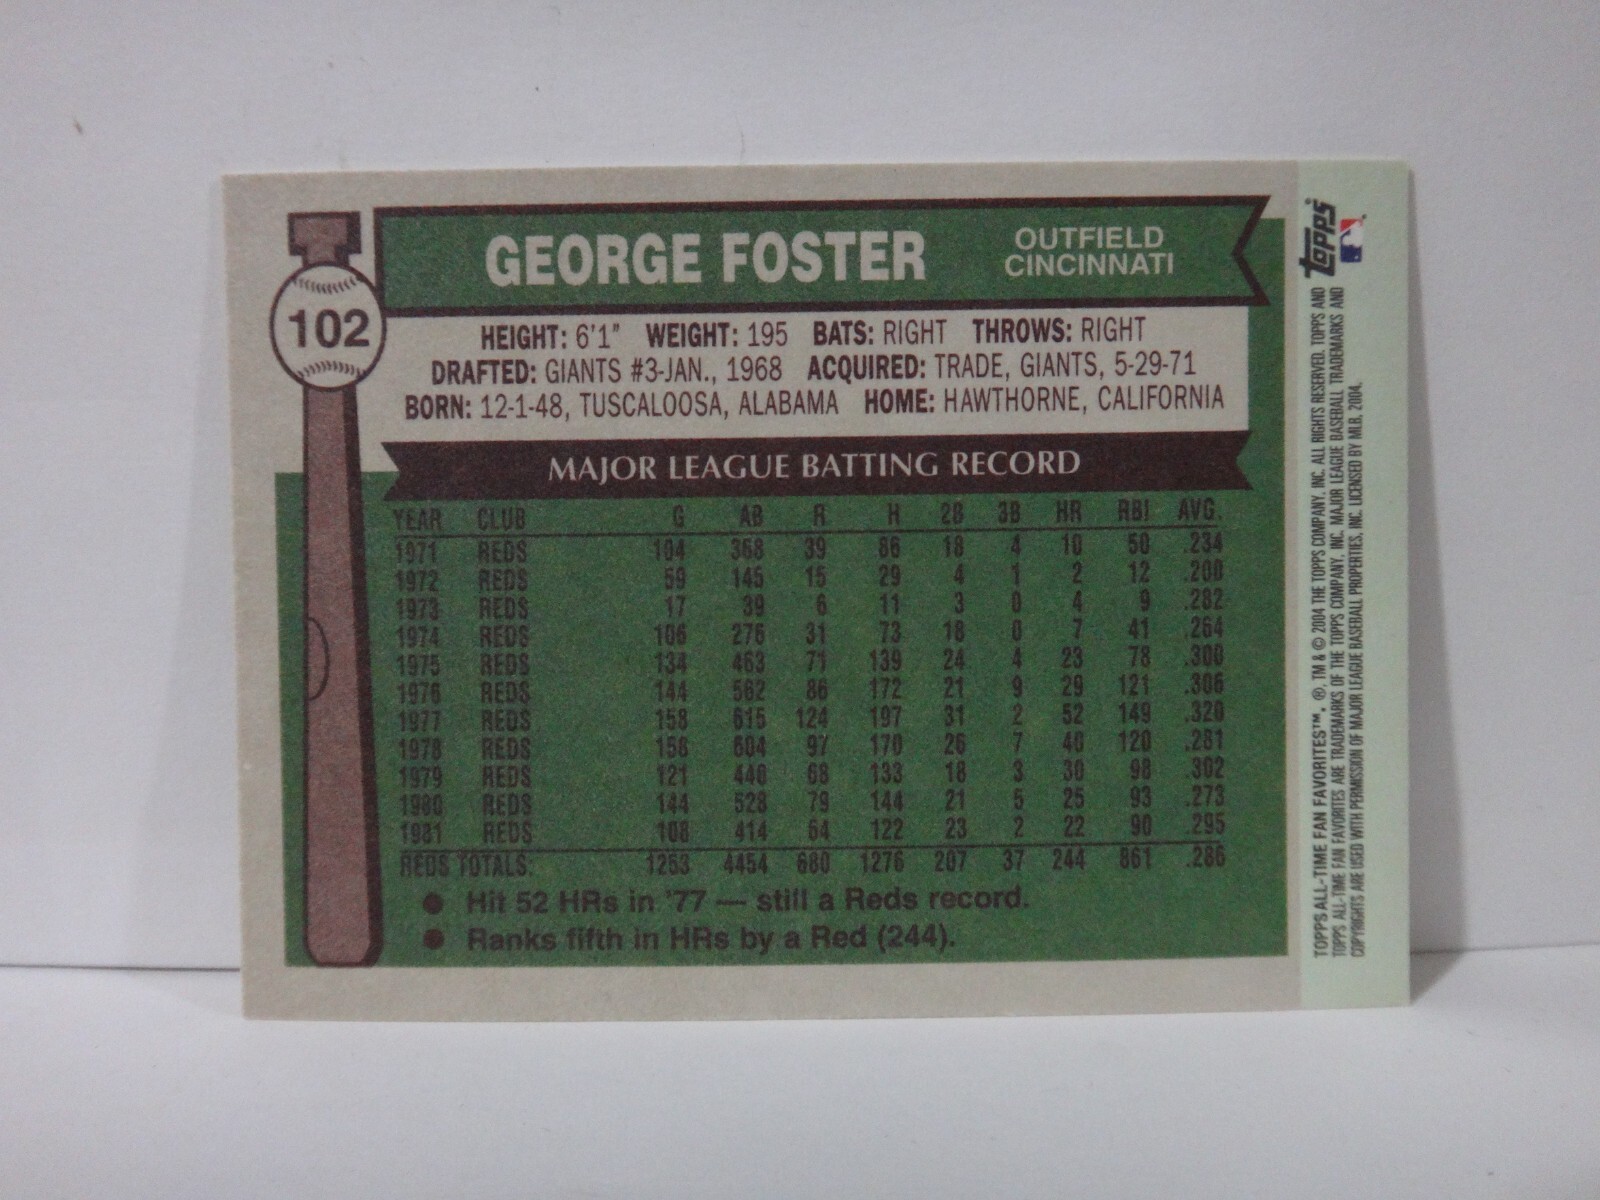 GEORGE FOSTER
OUTFIELD
CINCINNATI
102
HEIGHT: 6'1" WEIGHT: 195 BATS: RIGHT THROWS: RIGHT
DRAFTED: GIANTS #3-JAN., 1968 ACQUIRED: TRADE, GIANTS, 5-29-71
BORN: 12-1-48, TUSCALOOSA, ALABAMA HOME: HAWTHORNE, CALIFORNIA
MAJOR LEAGUE BATTING RECORD
YEAR CLUB G AB R H 2B 3B HR RBI AVG.
1971 REDS 104 368 39 86 18 4 10 50 .234
1972 REDS 59 145 15 29 4 1 2 12 .200
1973 REDS 17 39 6 11 3 0 4 9 .282
1974 REDS 106 276 31 73 18 0 7 41 .264
1975 REDS 134 463 71 139 24 4 23 78 .300
1976 REDS 144 562 86 172 21 9 29 121 .306
1977 REDS 158 615 124 197 31 2 52 149 .320
1978 REDS 158 604 97 170 26 7 40 120 .281
1979 REDS 121 440 68 133 18 3 30 98 .302
1980 REDS 144 528 79 144 21 5 25 93 .273
1981 REDS 108 414 64 122 23 2 22 90 .295
REDS TOTALS: 1253 4454 680 1276 207 37 244 861 .286
● Hit 52 HRs in '77 — still a Reds record.
● Ranks fifth in HRs by a Red (244).
topps
TOPPS ALL-TIME FAN FAVORITES™, ®, TM & © 2004 THE TOPPS COMPANY, INC. ALL RIGHTS RESERVED. TOPPS AND
TOPPS ALL-TIME FAN FAVORITES ARE TRADEMARKS OF THE TOPPS COMPANY, INC. MAJOR LEAGUE BASEBALL TRADEMARKS AND
COPYRIGHTS ARE USED WITH PERMISSION OF MAJOR LEAGUE BASEBALL PROPERTIES, INC. LICENSED BY MLB, 2004.